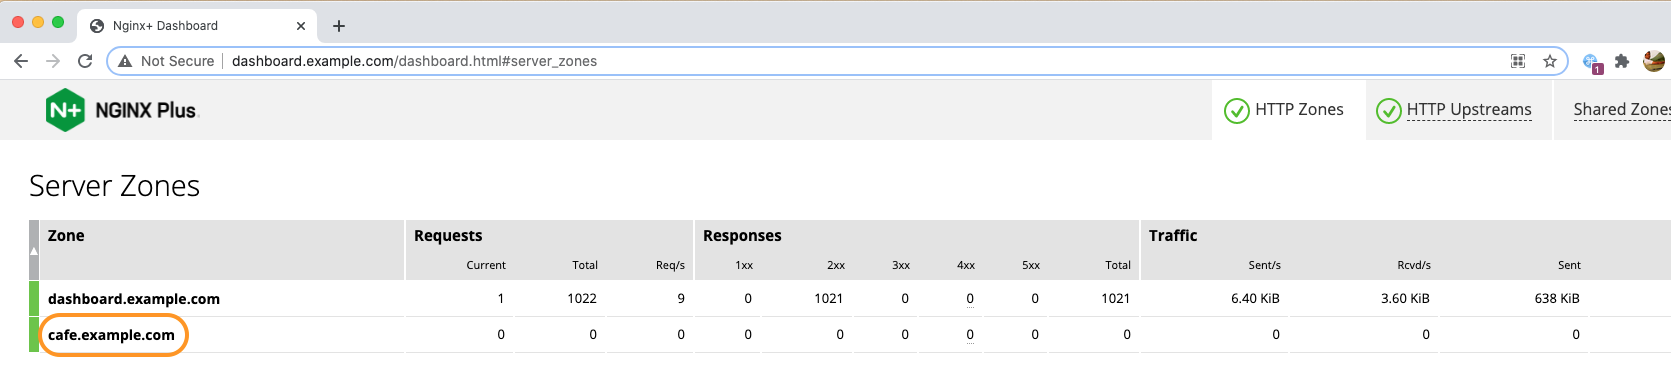 Nginx+ Dashboard
Not Secure | dashboard.example.com/dashboard.html#server_zones
1
N+ NGINX Plus
HTTP Zones HTTP Upstreams Shared Zones
Server Zones
Zone Requests Responses Traffic
Current Total Req/s 1xx 2xx 3xx 4xx 5xx Total Sent/s Rcvd/s Sent
dashboard.example.com 1 1022 9 0 1021 0 0 0 1021 6.40 KiB 3.60 KiB 638 KiB
cafe.example.com 0 0 0 0 0 0 0 0 0 0 0 0